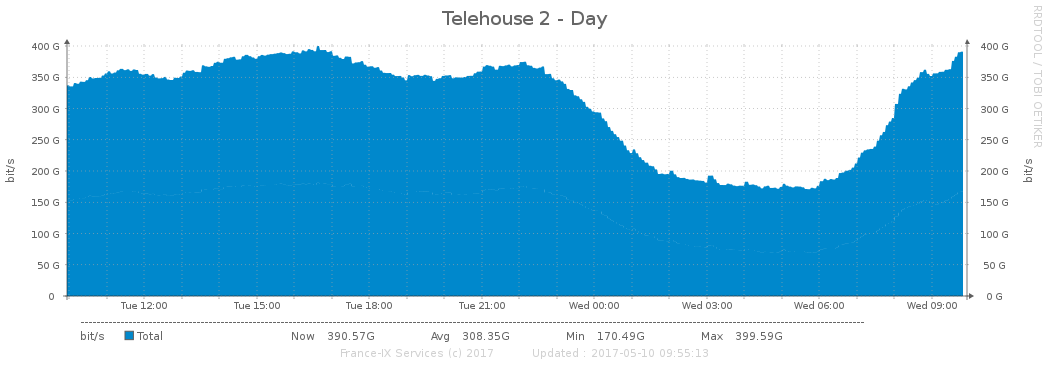 Telehouse 2 - Day
RRDTOOL / TOBI OETIKER
400 G 400 G
350 G 350 G
300 G 300 G
250 G 250 G
200 G 200 G
150 G 150 G
100 G 100 G
50 G 50 G
0 0 G
bit/s bit/s
Tue 12:00 Tue 15:00 Tue 18:00 Tue 21:00 Wed 00:00 Wed 03:00 Wed 06:00 Wed 09:00
bit/s Total Now 390.57G Avg 308.35G Min 170.49G Max 399.59G
France-IX Services (c) 2017 Updated : 2017-05-10 09:55:13